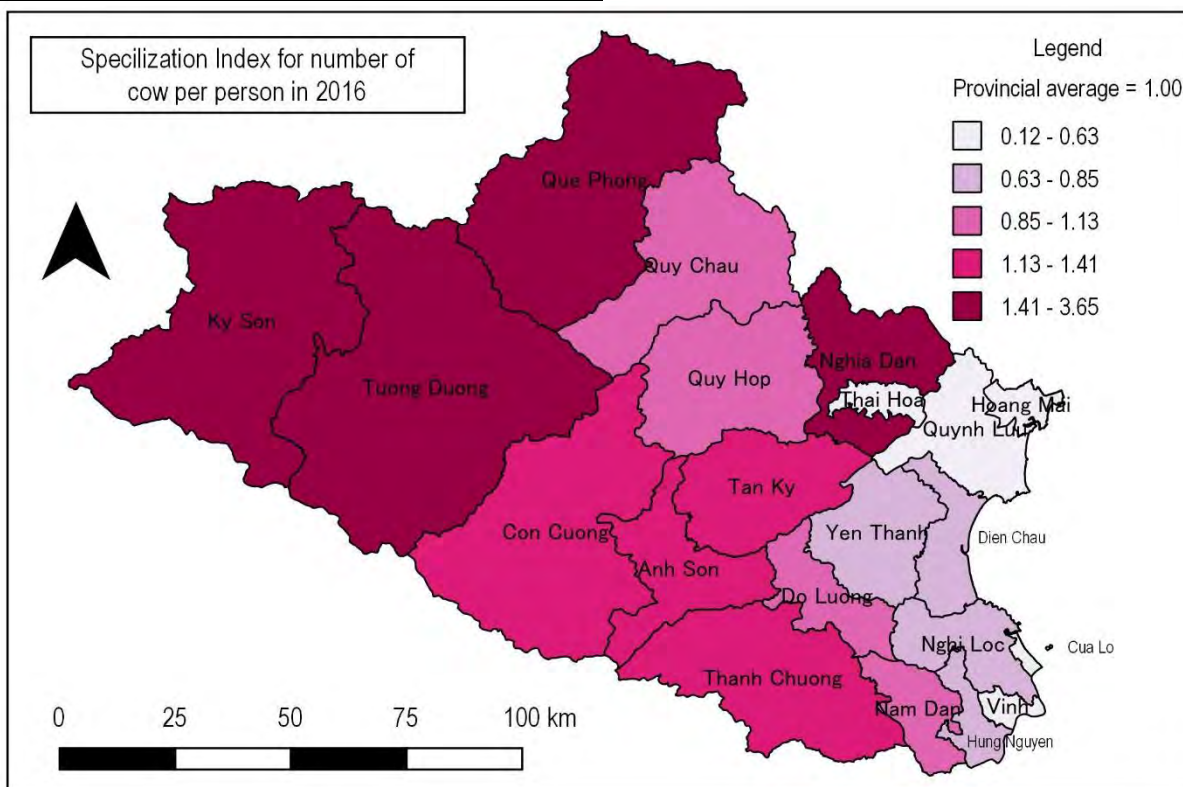 Specilization Index for number of
cow per person in 2016
Legend
Provincial average = 1.00
0.12 - 0.63
0.63 - 0.85
0.85 - 1.13
1.13 - 1.41
1.41 - 3.65
Que Phong
Quy Chau
Ky Son
Nghia Dan
Quy Hop
Tuong Duong
Thai Hoa
Hoang Mai
Quynh Luu
Tan Ky
Con Cuong
Yen Thanh
Dien Chau
Anh Son
Do Luong
Nghi Loc
Cua Lo
Thanh Chuong
Nam Dan
Vinh
Hung Nguyen
0 25 50 75 100 km